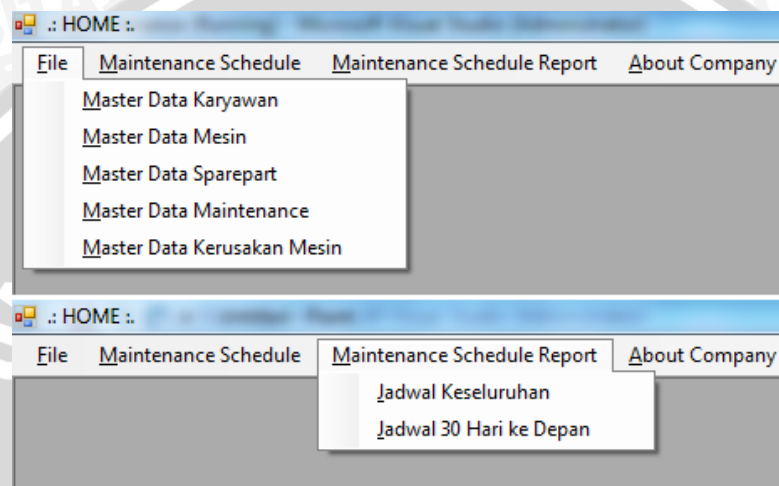 .: HOME :.
File Maintenance Schedule Maintenance Schedule Report About Company
Master Data Karyawan
Master Data Mesin
Master Data Sparepart
Master Data Maintenance
Master Data Kerusakan Mesin
.: HOME :.
File Maintenance Schedule Maintenance Schedule Report About Company
Jadwal Keseluruhan
Jadwal 30 Hari ke Depan